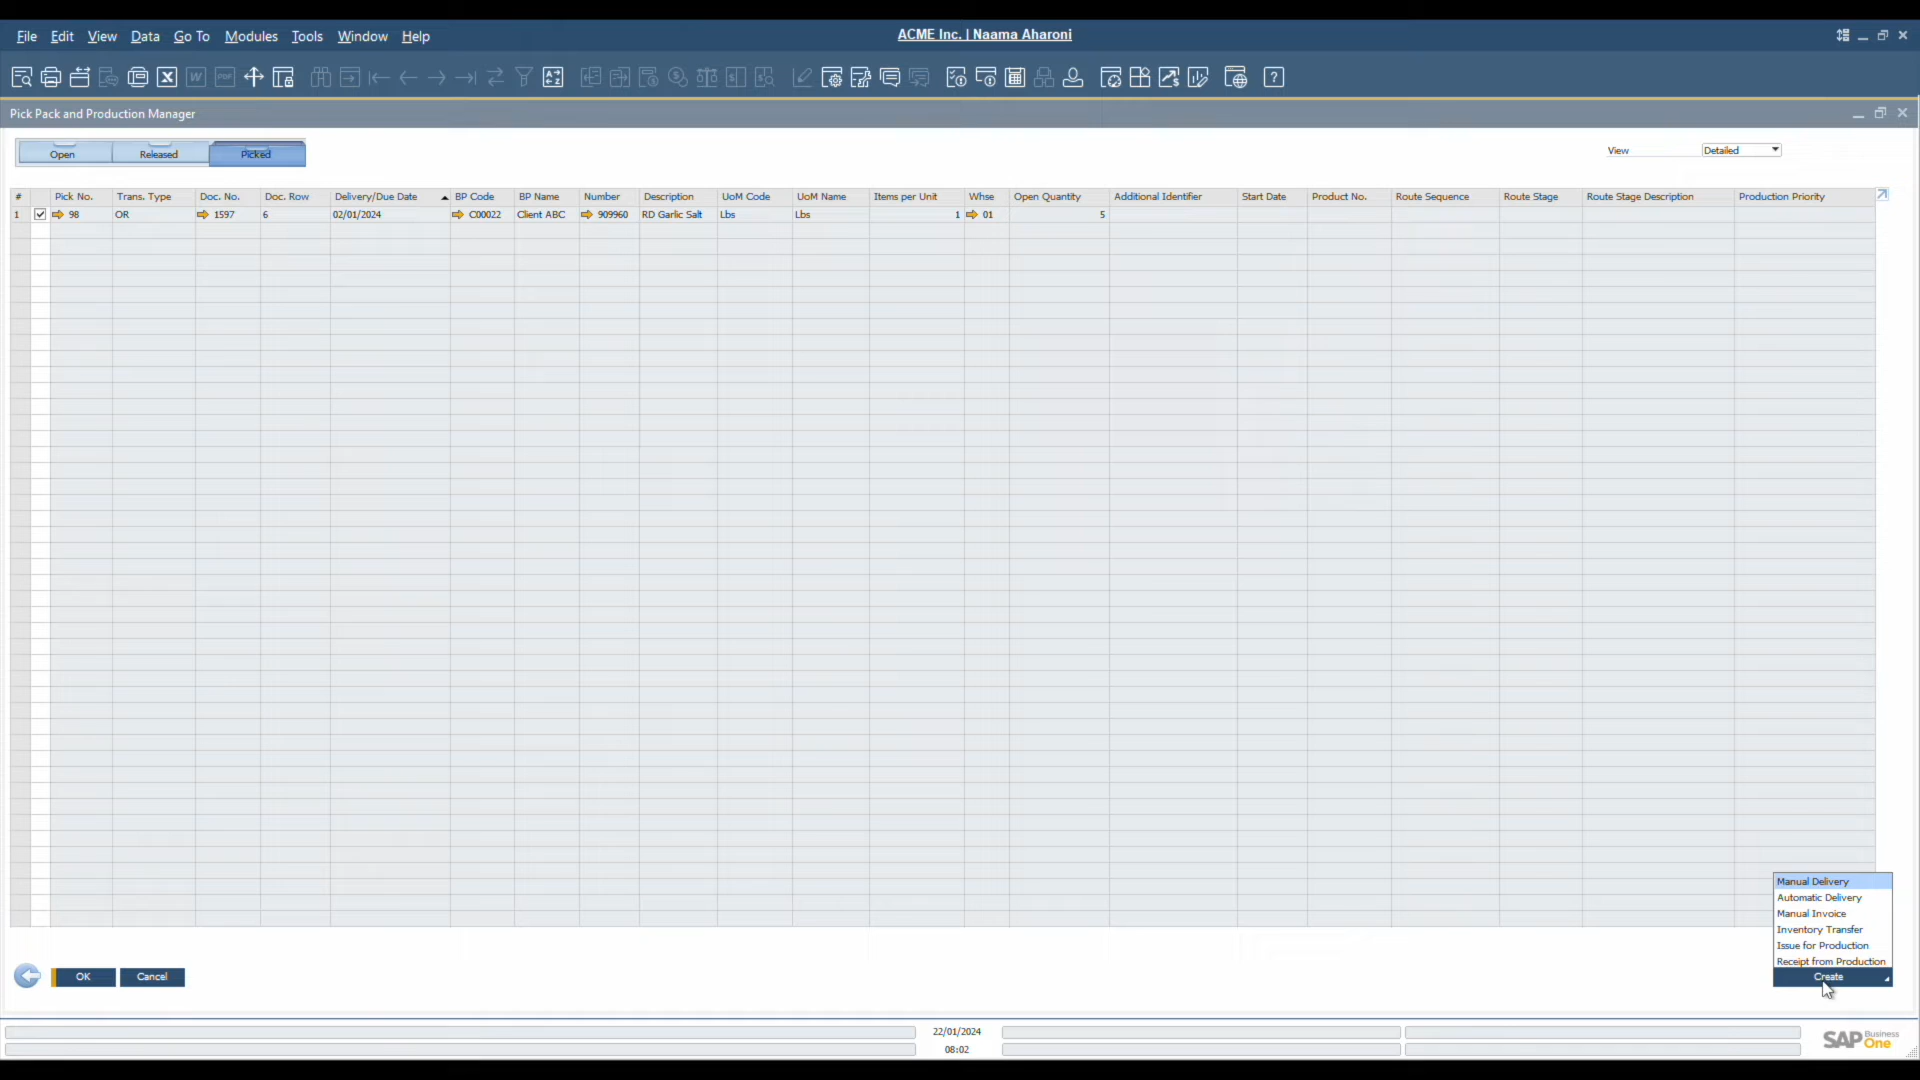 File Edit View Data Go To Modules Tools Window Help
ACME Inc. | Naama Aharoni
Pick Pack and Production Manager
Open Released Picked
View Detailed
# Pick No. Trans. Type Doc. No. Doc. Row Delivery/Due Date BP Code BP Name Number Description UoM Code UoM Name Items per Unit Whse Open Quantity Additional Identifier Start Date Product No. Route Sequence Route Stage Route Stage Description Production Priority
1 98 OR 1597 6 02/01/2024 C00022 Client ABC 909960 RD Garlic Salt Lbs Lbs 1 01 5
Manual Delivery
Automatic Delivery
Manual Invoice
Inventory Transfer
Issue for Production
Receipt from Production
OK Cancel Create
22/01/2024
08:02
SAP Business One